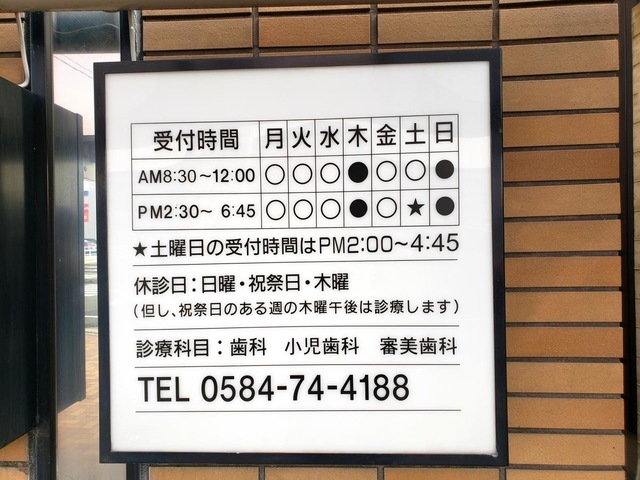 受付時間 月 火 水 木 金 土 日
AM8:30〜12:00 ○ ○ ○ ● ○ ○ ●
PM2:30〜 6:45 ○ ○ ○ ● ○ ★ ●
★土曜日の受付時間はPM2:00〜4:45
休診日：日曜・祝祭日・木曜
（但し、祝祭日のある週の木曜午後は診療します）
診療科目：歯科 小児歯科 審美歯科
TEL 0584-74-4188